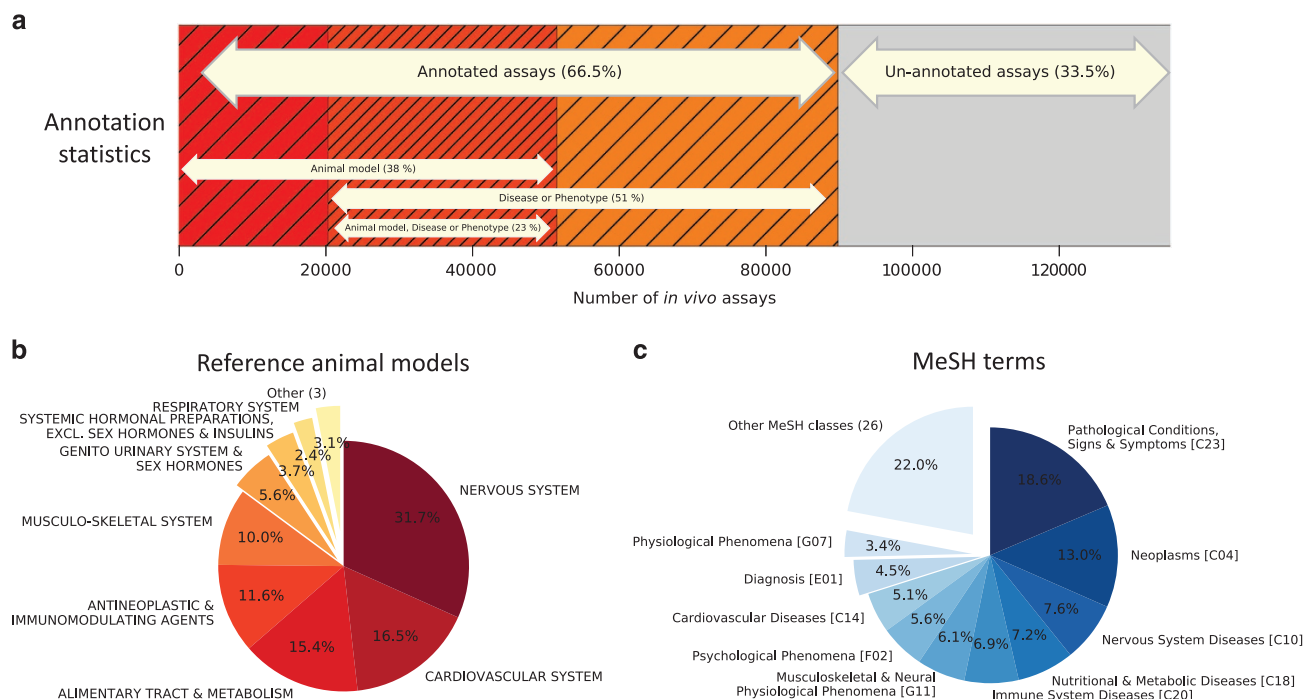 a
Annotated assays (66.5%)
Un-annotated assays (33.5%)
Annotation
statistics
Animal model (38 %)
Disease or Phenotype (51 %)
Animal model, Disease or Phenotype (23 %)
0 20000 40000 60000 80000 100000 120000
Number of in vivo assays
b
Reference animal models
Other (3)
RESPIRATORY SYSTEM
SYSTEMIC HORMONAL PREPARATIONS,
EXCL. SEX HORMONES & INSULINS
GENITO URINARY SYSTEM &
SEX HORMONES
MUSCULO-SKELETAL SYSTEM
ANTINEOPLASTIC &
IMMUNOMODULATING AGENTS
ALIMENTARY TRACT & METABOLISM
CARDIOVASCULAR SYSTEM
NERVOUS SYSTEM
3.1%
2.4%
3.7%
5.6%
10.0%
11.6%
15.4%
16.5%
31.7%
c
MeSH terms
Other MeSH classes (26)
22.0%
Physiological Phenomena [G07]
3.4%
Diagnosis [E01]
4.5%
Cardiovascular Diseases [C14]
5.1%
Psychological Phenomena [F02]
5.6%
Musculoskeletal & Neural
Physiological Phenomena [G11]
6.1%
Immune System Diseases [C20]
6.9%
Nutritional & Metabolic Diseases [C18]
7.2%
Nervous System Diseases [C10]
7.6%
Neoplasms [C04]
13.0%
Pathological Conditions,
Signs & Symptoms [C23]
18.6%